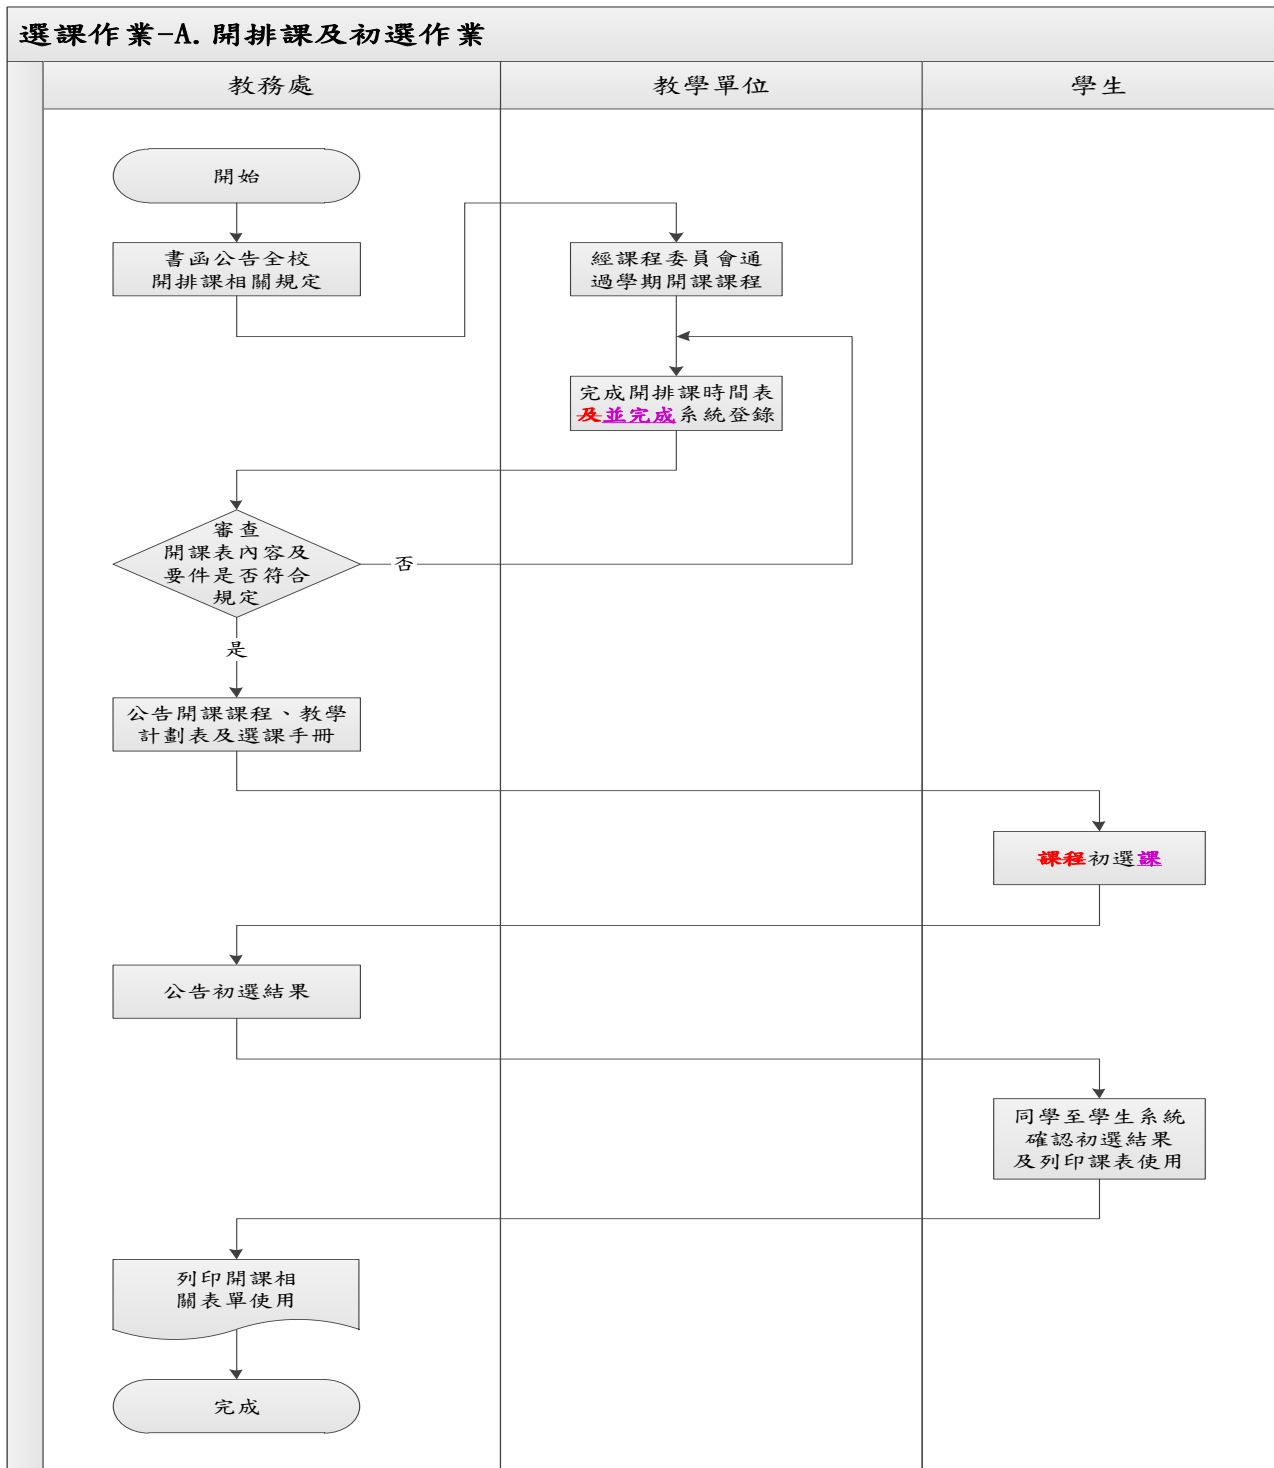 選課作業-A.開排課及初選作業
教務處
教學單位
學生
開始
書函公告全校
開排課相關規定
經課程委員會通
過學期開課課程
完成開排課時間表
及並完成系統登錄
審查
開課表內容及
要件是否符合
規定
否
是
公告開課課程、教學
計劃表及選課手冊
課程初選課
公告初選結果
同學至學生系統
確認初選結果
及列印課表使用
列印開課相
關表單使用
完成